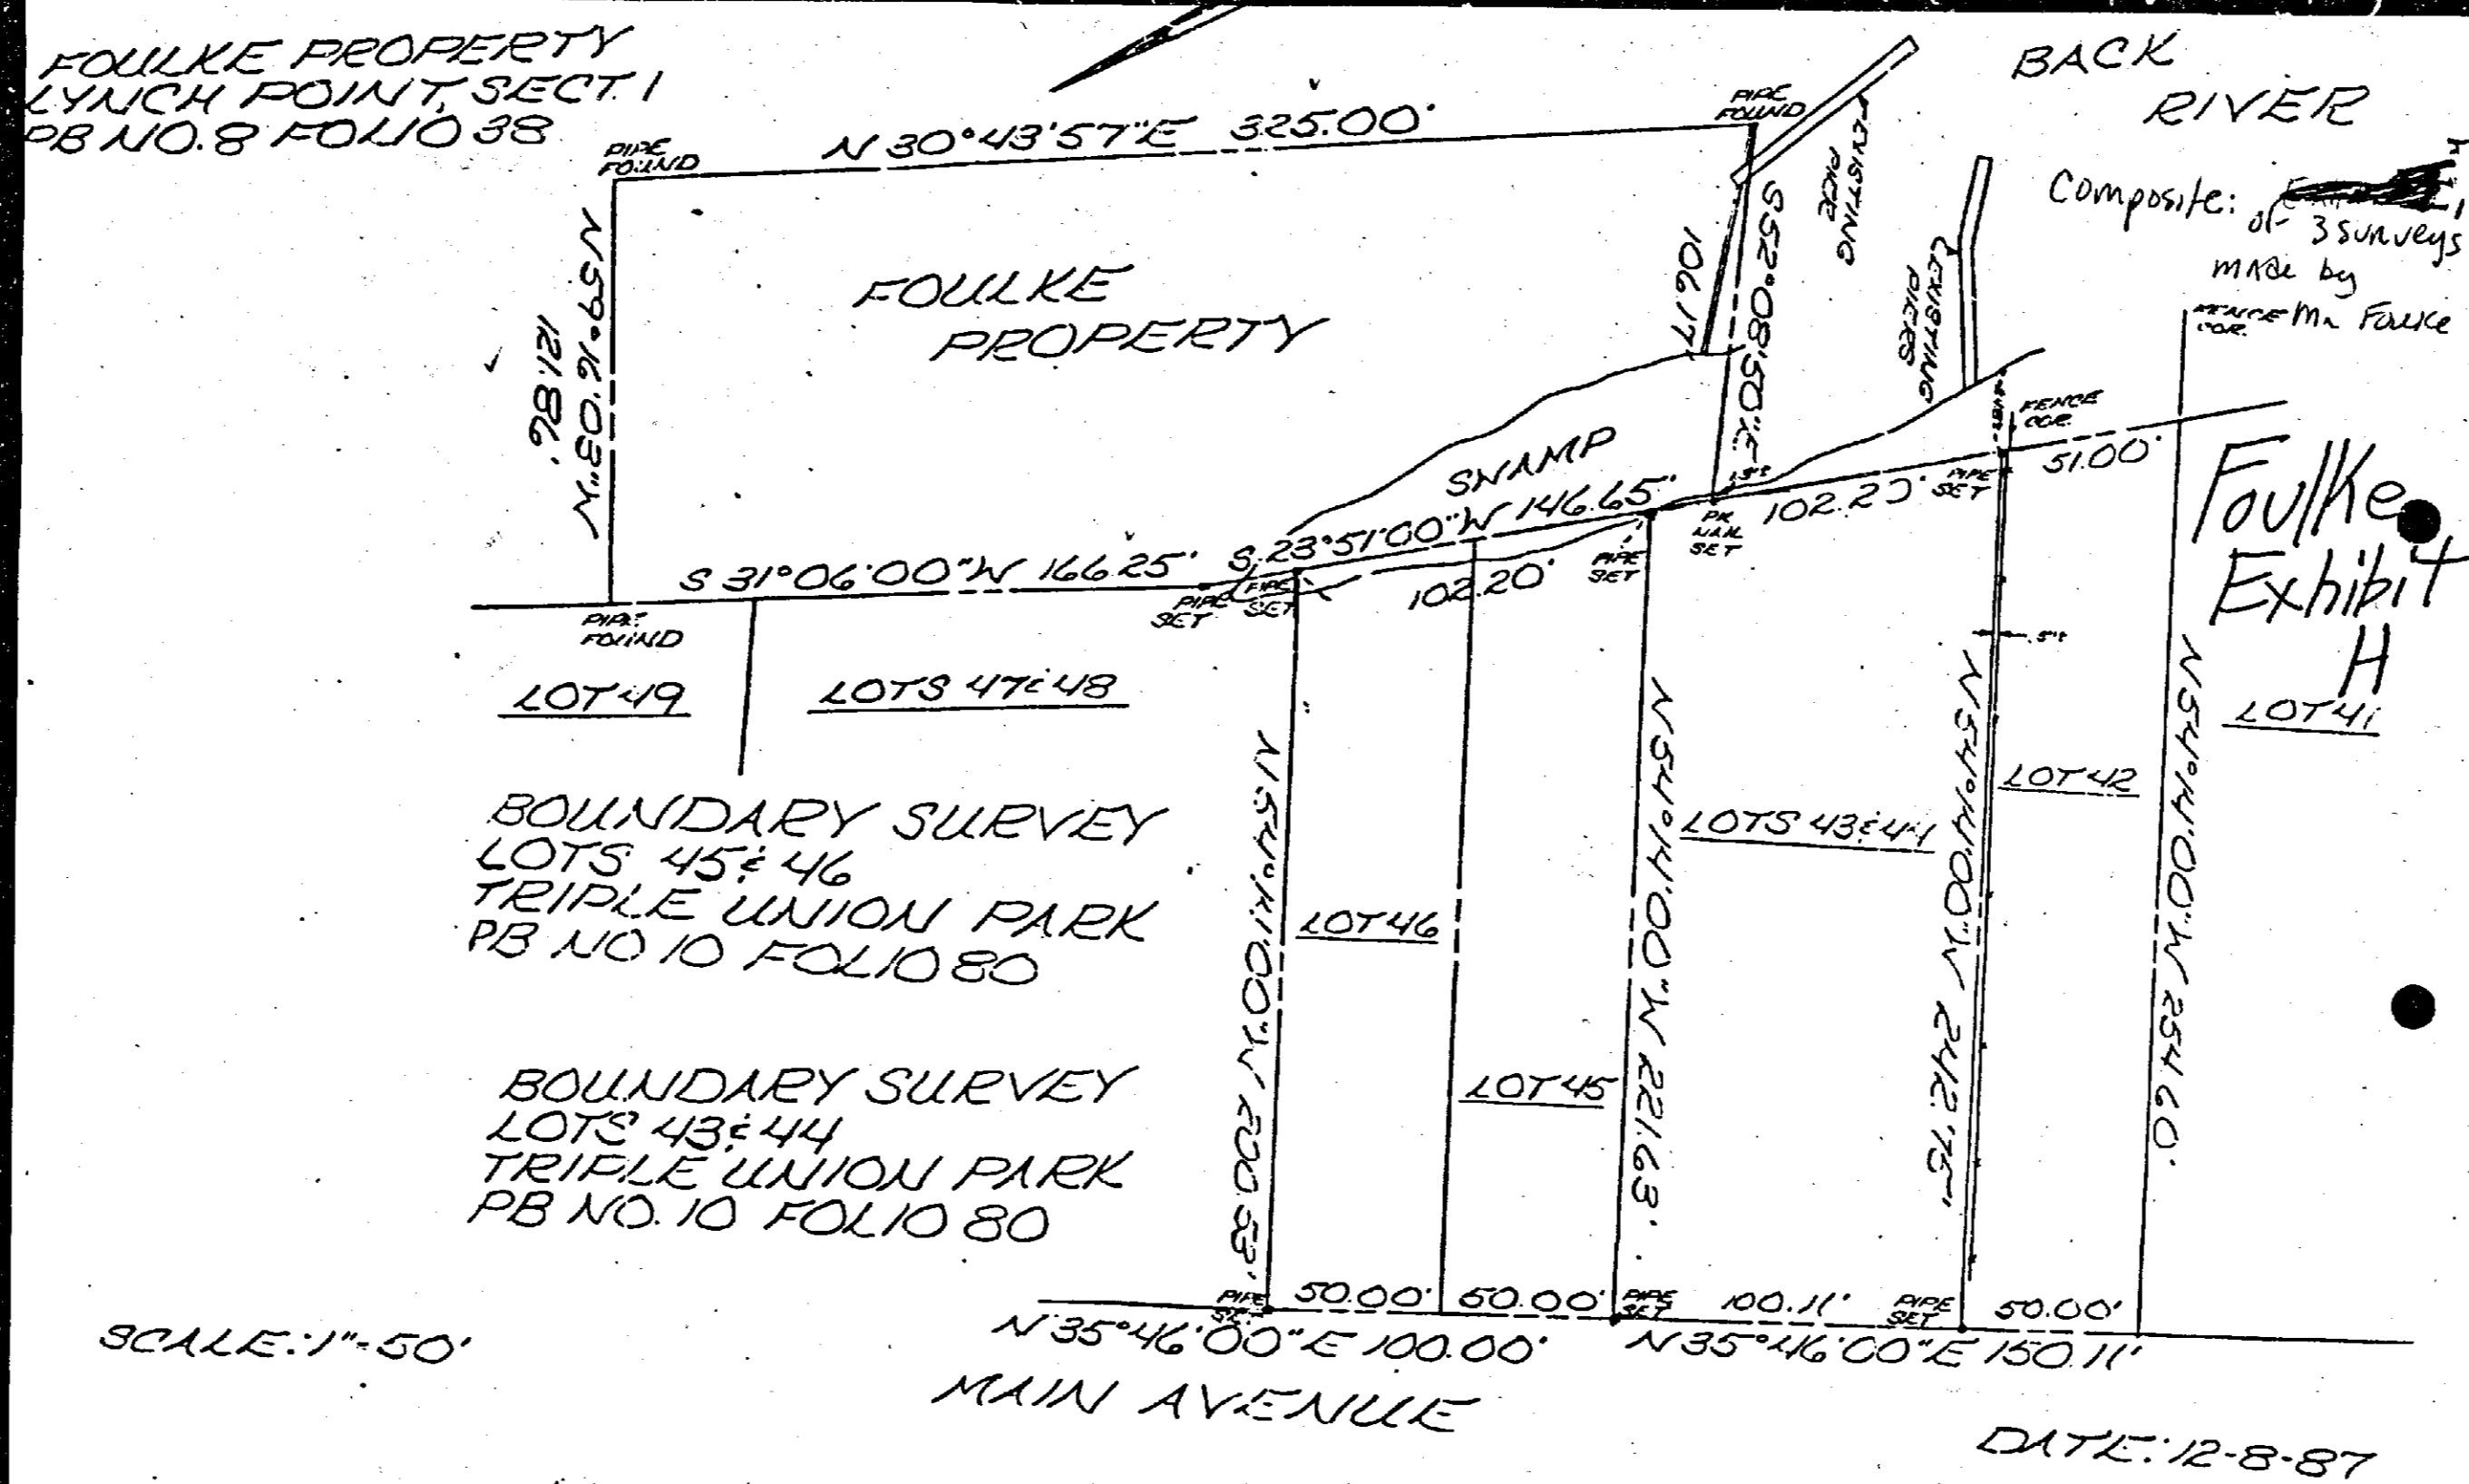 FOULKE PROPERTY
LYNCH POINT, SECT. 1
PB NO. 8 FOLIO 38
BACK
RIVER
Composite:
of 3 surveys
made by
Mr Foulke
FENCE
COR.
Foulke
Exhibit
H
PIPE
FOUND
N 30°43'57"E 325.00'
PIPE
FOUND
EXISTING
PIER
EXISTING
PIERS
N 59°16'03"W
121.86'
FOULKE
PROPERTY
106.17
S 52°08'50"E
SWAMP
FENCE
COR.
51.00'
S 31°06'00"W 166.25'
S 23°51'00"W 146.65'
PIPE
FOUND
PIPE
SET
PIPE
SET
102.20'
PIPE
SET
PK
NAIL
SET
102.20'
PIPE
SET
.5'±
LOT 49
LOTS 47 & 48
LOT 46
LOT 45
LOTS 43 & 44
LOT 42
LOT 41
N 54°14'00"W 200.53'
N 54°14'00"W 221.63'
N 54°14'00"W 242.75'
N 54°14'00"W 254.60'
BOUNDARY SURVEY
LOTS 45 & 46
TRIPLE UNION PARK
PB NO 10 FOLIO 80
BOUNDARY SURVEY
LOTS 43 & 44
TRIPLE UNION PARK
PB NO. 10 FOLIO 80
PIPE
SET
50.00'
50.00'
PIPE
SET
100.11'
PIPE
SET
50.00'
N 35°46'00"E 100.00'
N 35°46'00"E 150.11'
SCALE: 1"=50'
MAIN AVENUE
DATE: 12-8-87